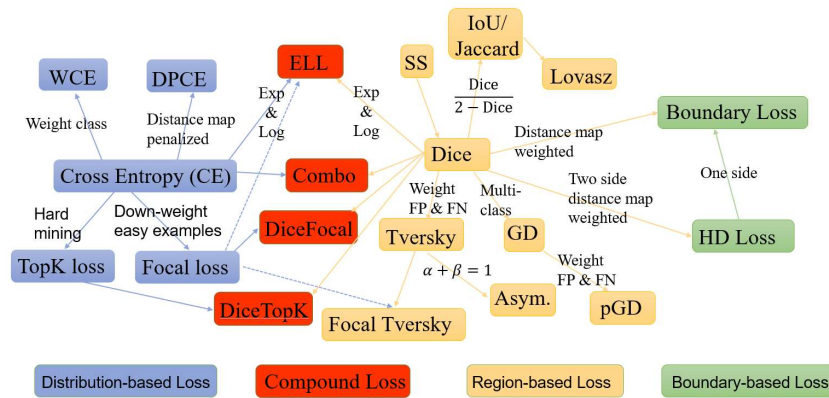 IoU/
Jaccard
ELL
SS
WCE
DPCE
Lovasz
Exp
&
Log
Exp
&
Log
Dice
2 − Dice
Boundary Loss
Weight class
Distance map
penalized
Distance map
weighted
Dice
Cross Entropy (CE)
Combo
One side
Two side
distance map
weighted
Weight
FP & FN
Multi-
class
Hard
mining
Down-weight
easy examples
DiceFocal
Tversky
GD
HD Loss
TopK loss
Focal loss
α + β = 1
Weight
FP & FN
DiceTopK
Asym.
pGD
Focal Tversky
Distribution-based Loss
Compound Loss
Region-based Loss
Boundary-based Loss